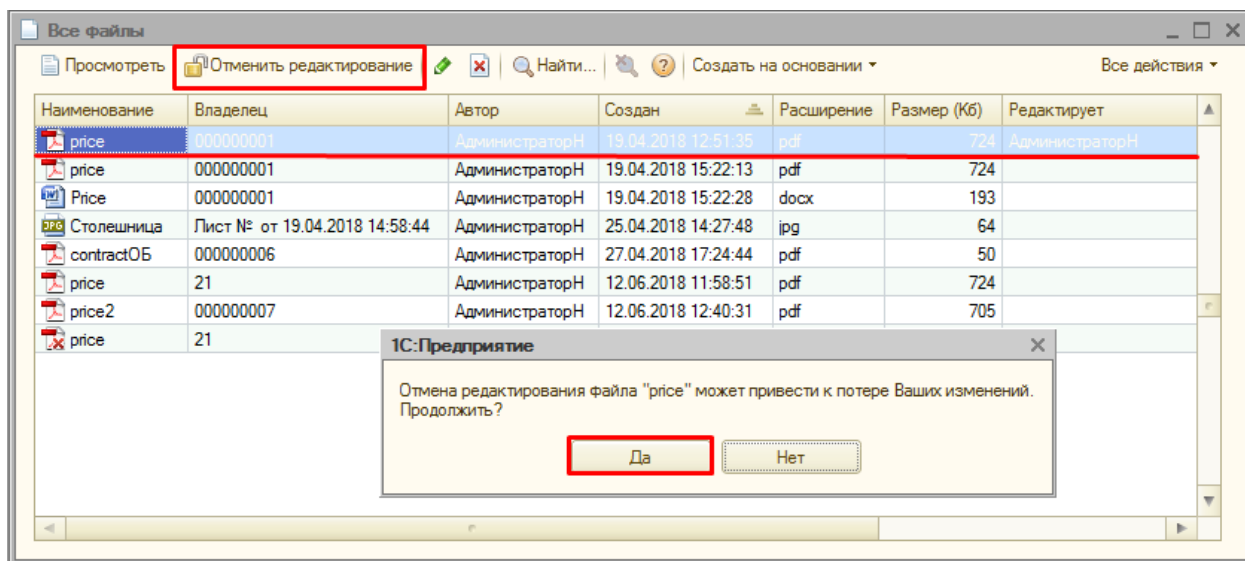 Все файлы
Просмотреть Отменить редактирование Найти... Создать на основании Все действия
Наименование Владелец Автор Создан Расширение Размер (Кб) Редактирует
price 000000001 АдминистраторН 19.04.2018 12:51:35 pdf 724 АдминистраторН
price 000000001 АдминистраторН 19.04.2018 15:22:13 pdf 724
Price 000000001 АдминистраторН 19.04.2018 15:22:28 docx 193
JPG Столешница Лист № от 19.04.2018 14:58:44 АдминистраторН 25.04.2018 14:27:48 jpg 64
contractОБ 000000006 АдминистраторН 27.04.2018 17:24:44 pdf 50
price 21 АдминистраторН 12.06.2018 11:58:51 pdf 724
price2 000000007 АдминистраторН 12.06.2018 12:40:31 pdf 705
price 21
1С:Предприятие
Отмена редактирования файла "price" может привести к потере Ваших изменений.
Продолжить?
Да Нет